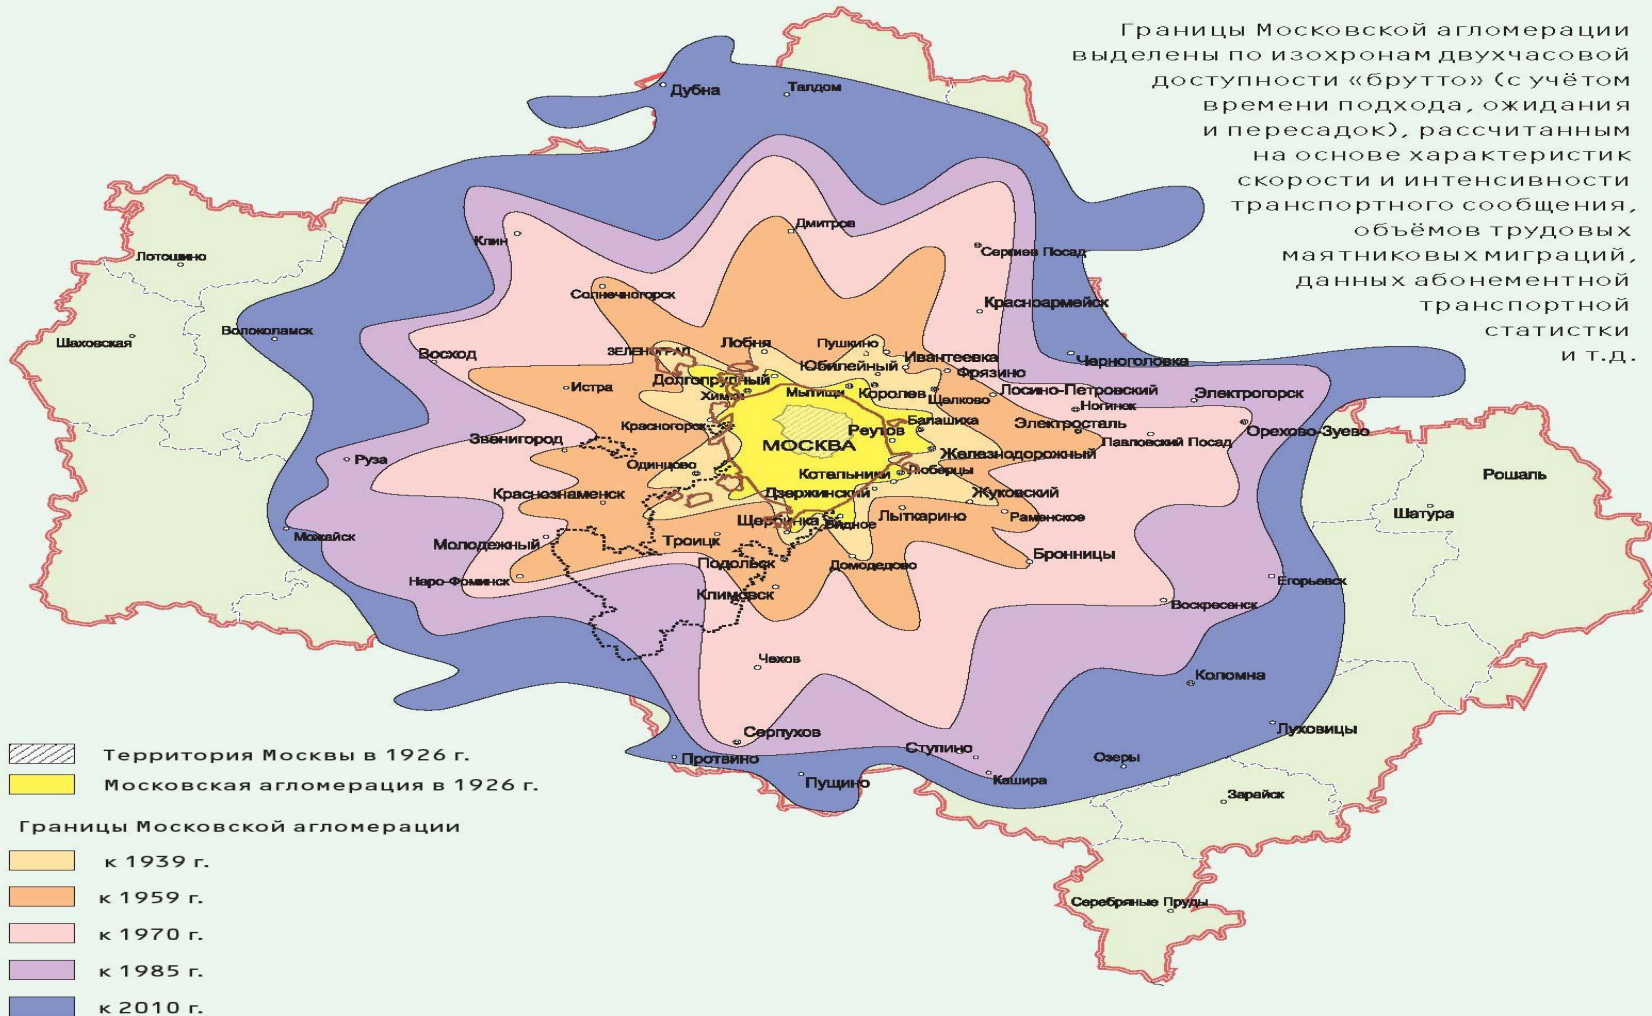 Границы Московской агломерации
выделены по изохронам двухчасовой
доступности «брутто» (с учётом
времени подхода, ожидания
и пересадок), рассчитанным
на основе характеристик
скорости и интенсивности
транспортного сообщения,
объёмов трудовых
маятниковых миграций,
данных абонементной
транспортной
статистки
и т.д.
Дубна
Талдом
Дмитров
Клин
Сергиев Посад
Лотошино
Солнечногорск
Красноармейск
Волоколамск
Шаховская
Восход
ЗЕЛЕНОГРАД
Лобня
Пушкино
Ивантеевка
Черноголовка
Юбилейный
Фрязино
Долгопрудный
Истра
Химки
Мытищи
Королев
Щелково
Лосино-Петровский
Электрогорск
Ногинск
Красногорск
Балашиха
Электросталь
Реутов
Орехово-Зуево
МОСКВА
Павловский Посад
Звенигород
Железнодорожный
Руза
Одинцово
Котельники
Люберцы
Рошаль
Краснознаменск
Дзержинский
Жуковский
Шатура
Щербинка
Видное
Лыткарино
Раменское
Можайск
Молодежный
Троицк
Бронницы
Подольск
Домодедово
Наро-Фоминск
Егорьевск
Климовск
Воскресенск
Чехов
Коломна
Серпухов
Луховицы
Ступино
Протвино
Озеры
Пущино
Кашира
Зарайск
Серебряные Пруды
Территория Москвы в 1926 г.
Московская агломерация в 1926 г.
Границы Московской агломерации
к 1939 г.
к 1959 г.
к 1970 г.
к 1985 г.
к 2010 г.